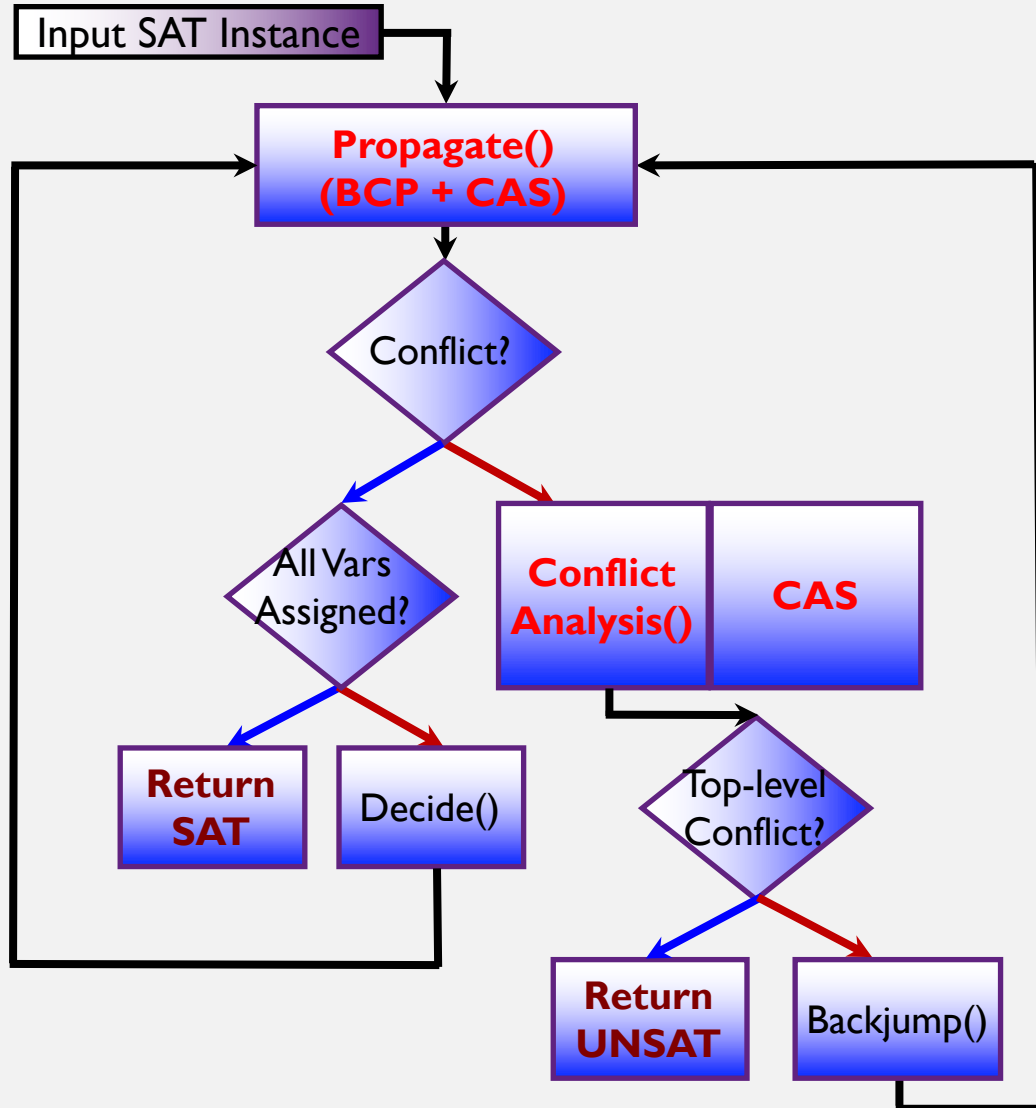 Input SAT Instance
Propagate()
(BCP + CAS)
Conflict?
All Vars
Assigned?
Conflict
Analysis()
CAS
Return
SAT
Decide()
Top-level
Conflict?
Return
UNSAT
Backjump()